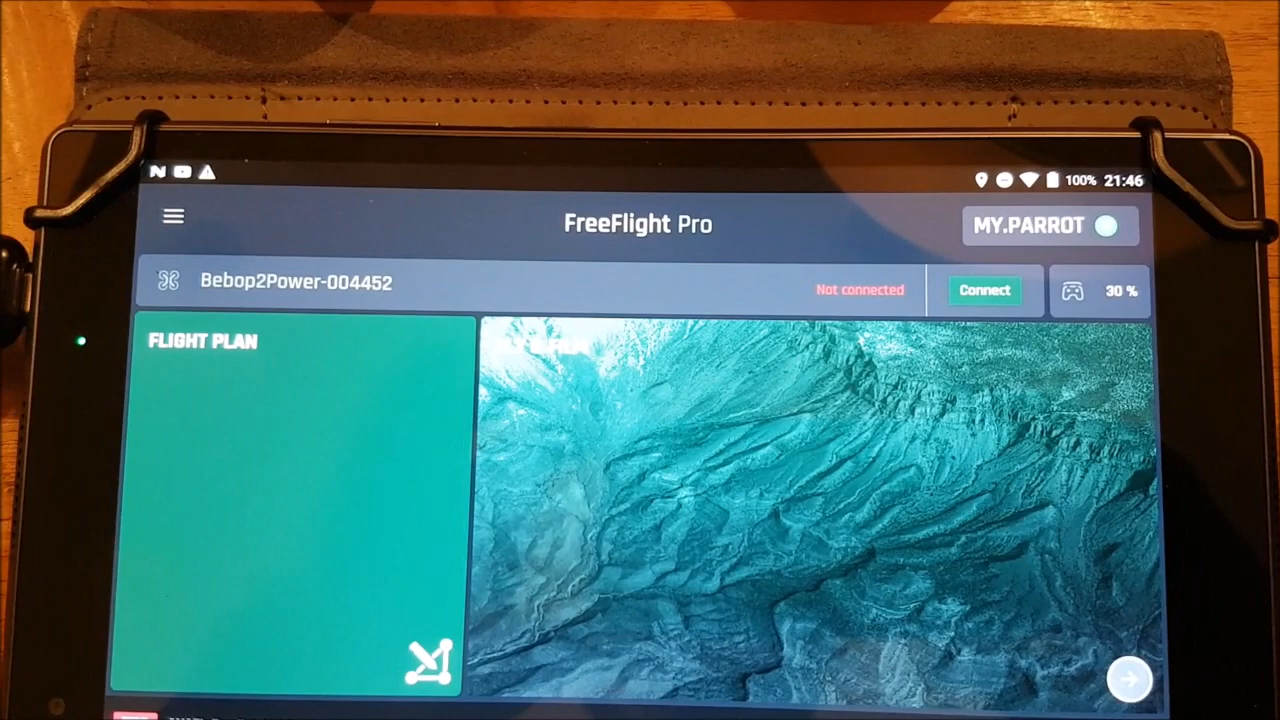 100% 21:46
FreeFlight Pro
MY.PARROT
Bebop2Power-004452
Not connected
Connect
30 %
FLIGHT PLAN